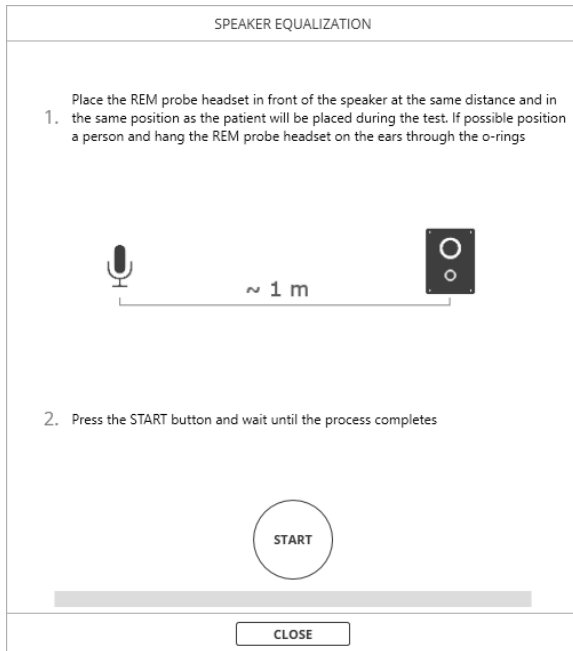 SPEAKER EQUALIZATION
Place the REM probe headset in front of the speaker at the same distance and in
1. the same position as the patient will be placed during the test. If possible position
a person and hang the REM probe headset on the ears through the o-rings
~ 1 m
2. Press the START button and wait until the process completes
START
CLOSE